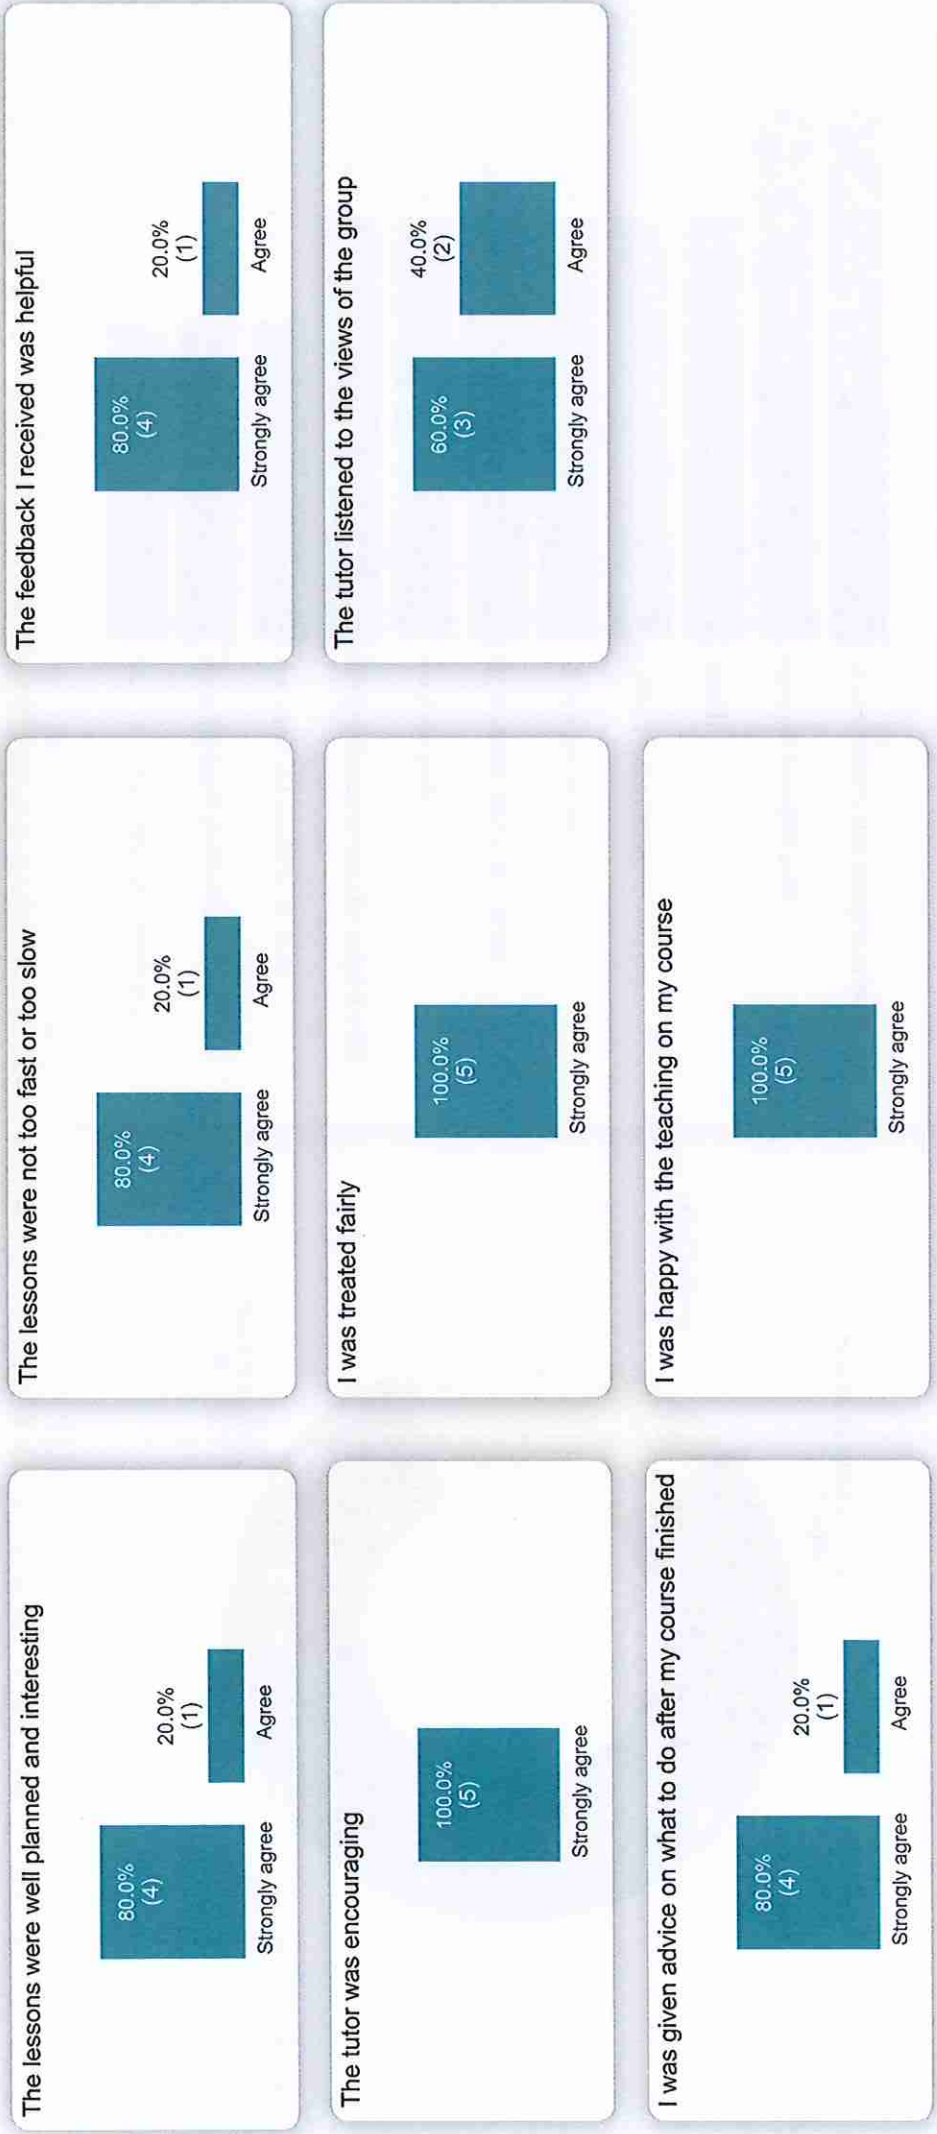 The lessons were well planned and interesting
80.0%
(4)
20.0%
(1)
Strongly agree
Agree
The lessons were not too fast or too slow
80.0%
(4)
20.0%
(1)
Strongly agree
Agree
The feedback I received was helpful
80.0%
(4)
20.0%
(1)
Strongly agree
Agree
The tutor was encouraging
100.0%
(5)
Strongly agree
I was treated fairly
100.0%
(5)
Strongly agree
The tutor listened to the views of the group
60.0%
(3)
40.0%
(2)
Strongly agree
Agree
I was given advice on what to do after my course finished
80.0%
(4)
20.0%
(1)
Strongly agree
Agree
I was happy with the teaching on my course
100.0%
(5)
Strongly agree